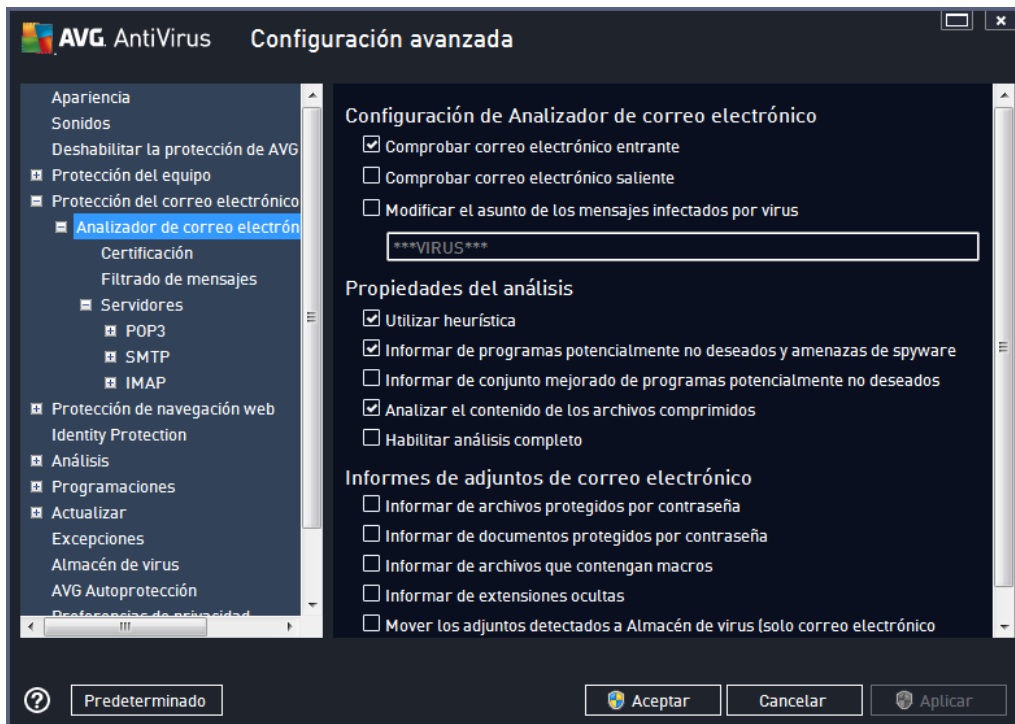 AVG. AntiVirus Configuración avanzada
Apariencia
Sonidos
Deshabilitar la protección de AVG
Protección del equipo
Protección del correo electrónico
Analizador de correo electrón
Certificación
Filtrado de mensajes
Servidores
POP3
SMTP
IMAP
Protección de navegación web
Identity Protection
Análisis
Programaciones
Actualizar
Excepciones
Almacén de virus
AVG Autoprotección
Preferencias de privacidad
Configuración de Analizador de correo electrónico
Comprobar correo electrónico entrante
Comprobar correo electrónico saliente
Modificar el asunto de los mensajes infectados por virus
***VIRUS***
Propiedades del análisis
Utilizar heurística
Informar de programas potencialmente no deseados y amenazas de spyware
Informar de conjunto mejorado de programas potencialmente no deseados
Analizar el contenido de los archivos comprimidos
Habilitar análisis completo
Informes de adjuntos de correo electrónico
Informar de archivos protegidos por contraseña
Informar de documentos protegidos por contraseña
Informar de archivos que contengan macros
Informar de extensiones ocultas
Mover los adjuntos detectados a Almacén de virus (solo correo electrónico
? Predeterminado Aceptar Cancelar Aplicar